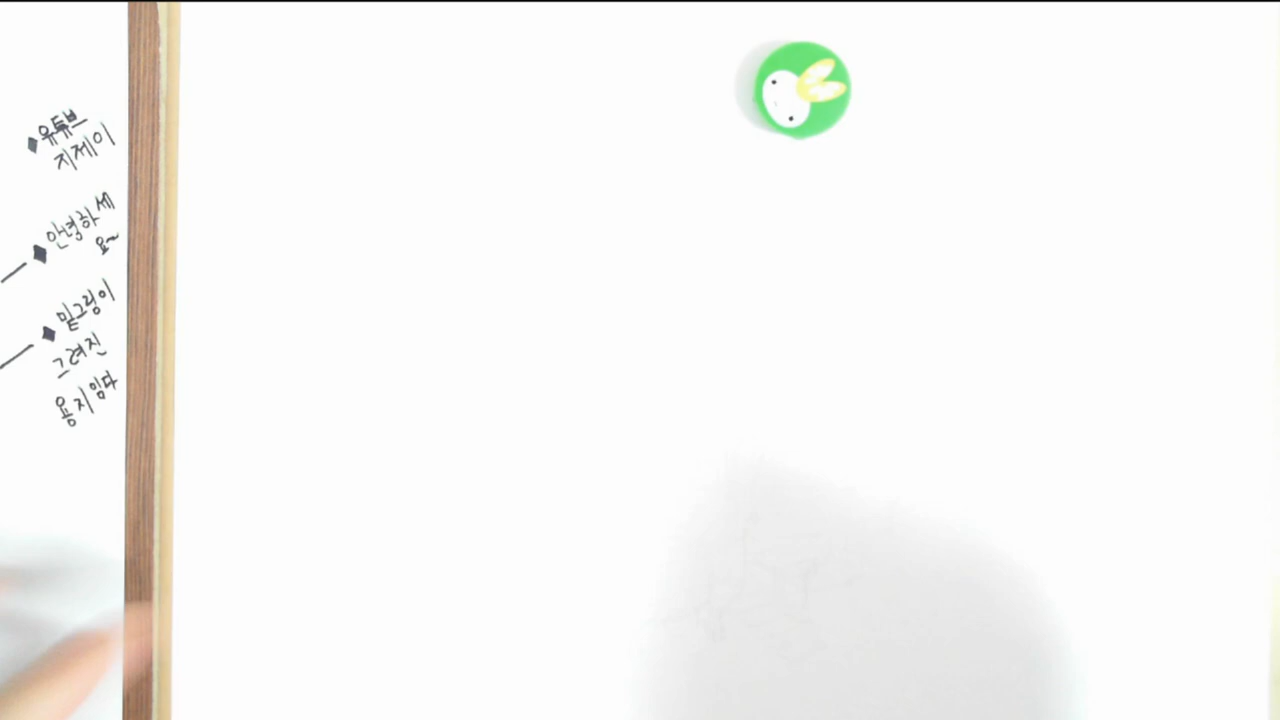 ◆유튜브
지제이
◆안녕하세
요~
◆밑그림이
그려진
용지임다